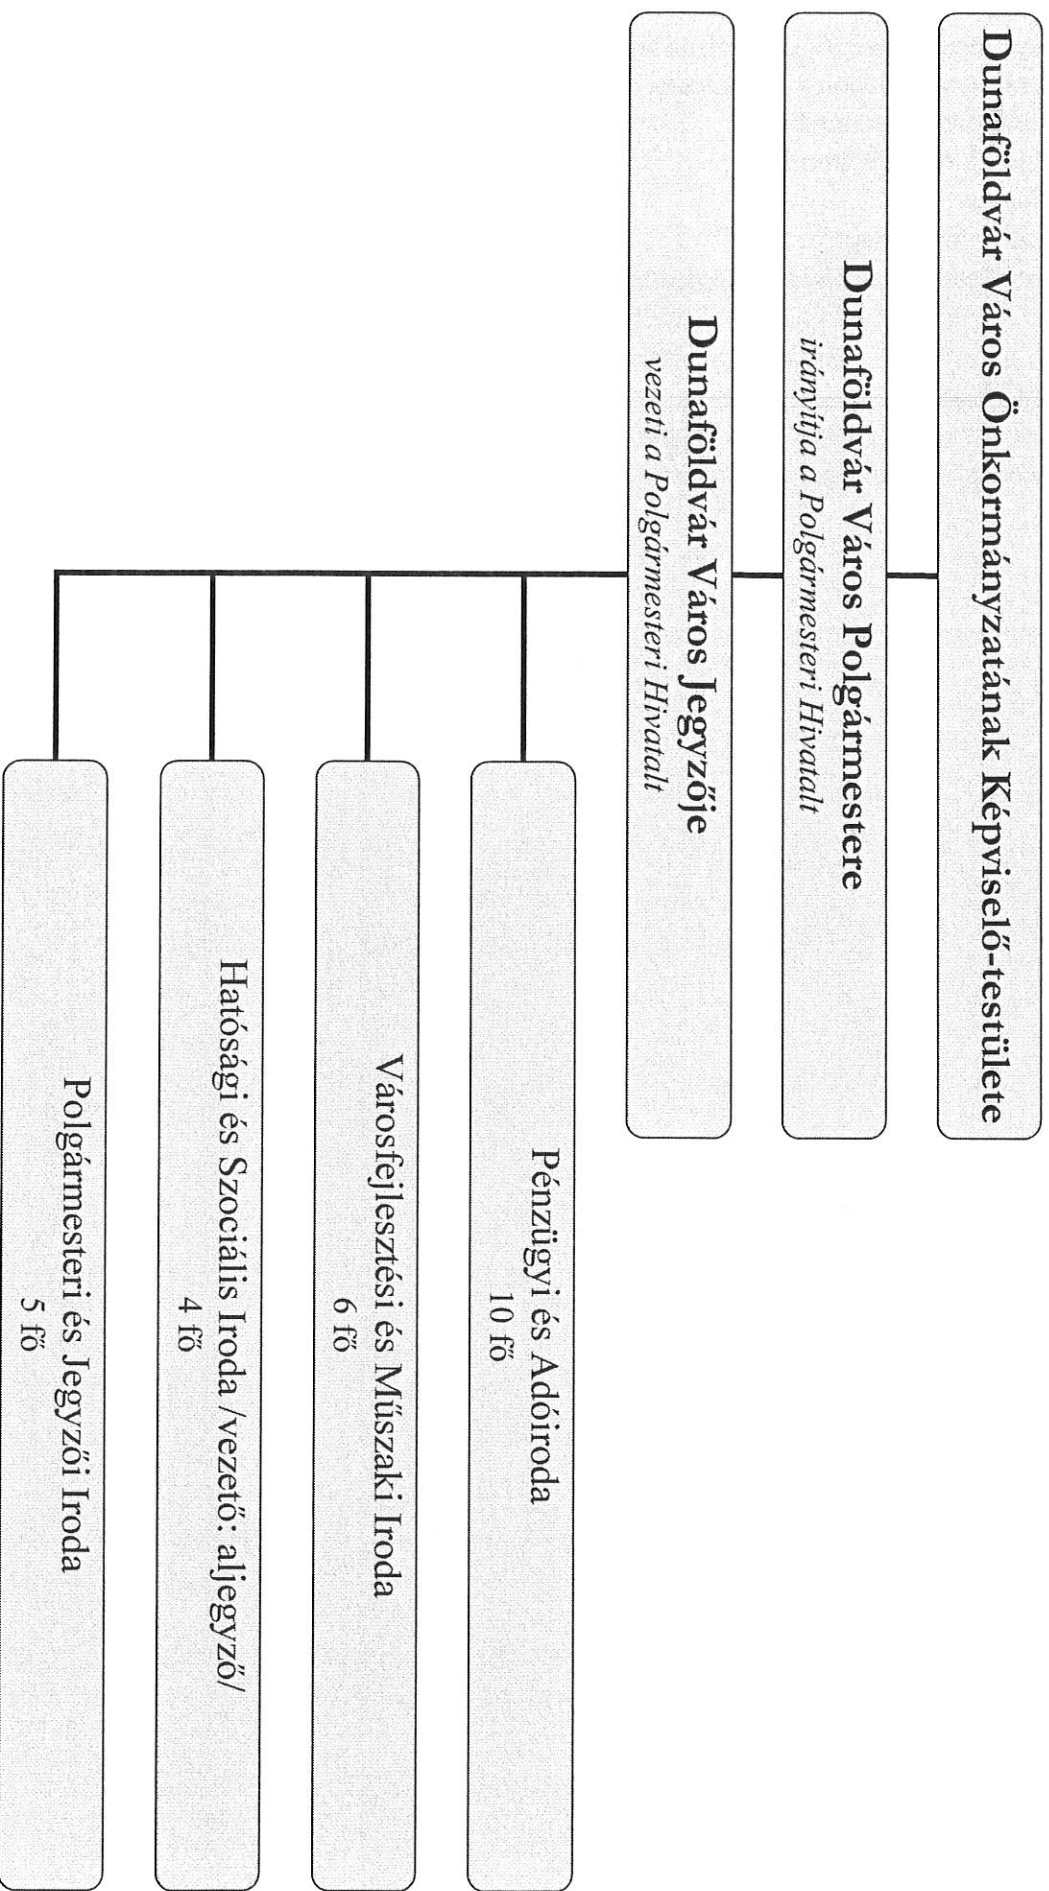 Dunaföldvár Város Önkormányzatának Képviselő-testülete
Dunaföldvár Város Polgármestere
irányítja a Polgármesteri Hivatalt
Dunaföldvár Város Jegyzője
vezeti a Polgármesteri Hivatalt
Pénzügyi és Adóiroda
10 fő
Városfejlesztési és Műszaki Iroda
6 fő
Hatósági és Szociális Iroda /vezető: aljegyző/
4 fő
Polgármesteri és Jegyzői Iroda
5 fő